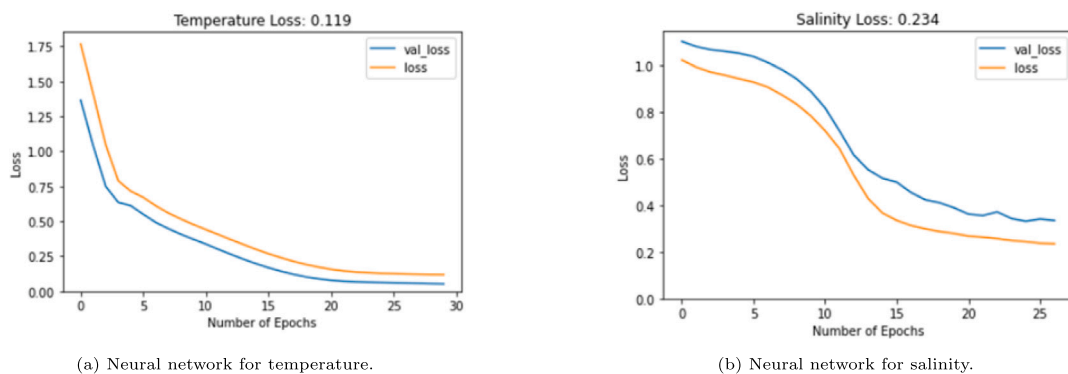 Temperature Loss: 0.119
val_loss
loss
1.75
1.50
1.25
1.00
0.75
0.50
0.25
0.00
Loss
0 5 10 15 20 25 30
Number of Epochs
(a) Neural network for temperature.
Salinity Loss: 0.234
val_loss
loss
1.0
0.8
0.6
0.4
0.2
0.0
Loss
0 5 10 15 20 25
Number of Epochs
(b) Neural network for salinity.